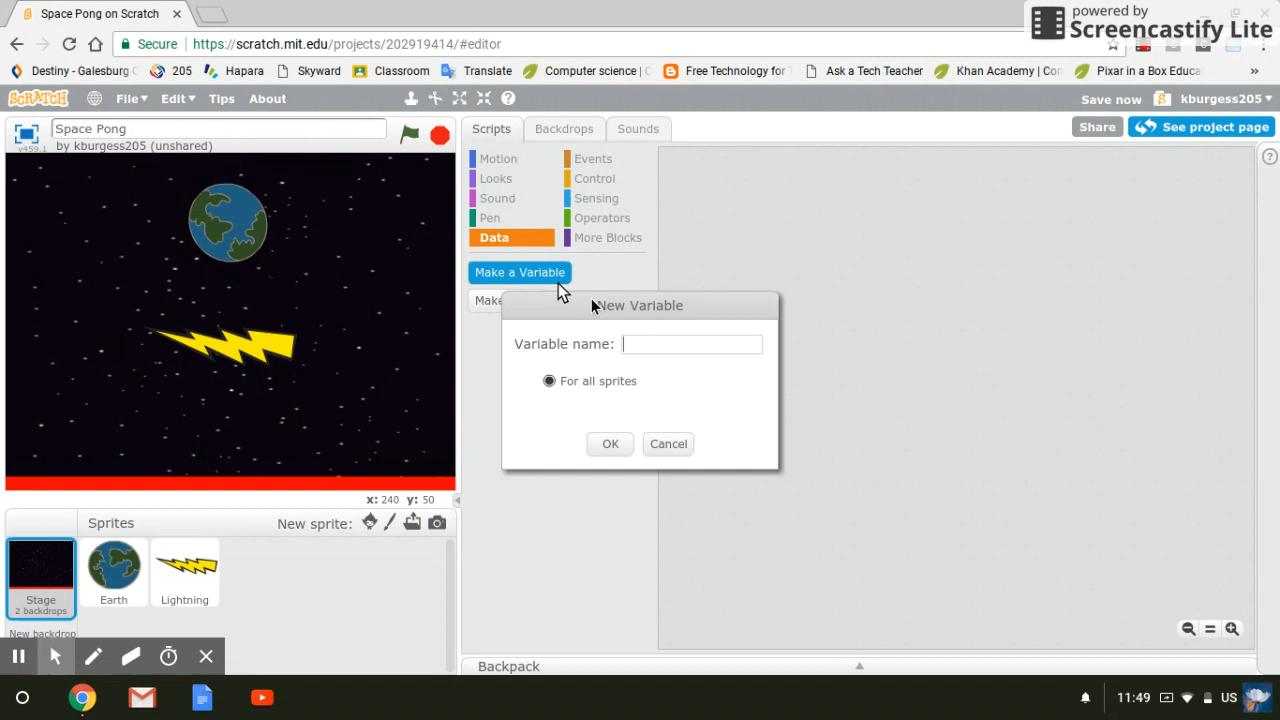 Space Pong on Scratch
powered by
Screencastify Lite
Secure https://scratch.mit.edu/projects/202919414/#editor
Destiny - Galesburg 205 Hapara Skyward Classroom Translate Computer science | C Free Technology for T Ask a Tech Teacher Khan Academy | Con Pixar in a Box Educa »
SCRATCH File Edit Tips About Save now kburgess205
Space Pong
by kburgess205 (unshared)
v459.1
Scripts Backdrops Sounds Share See project page
Motion Events
Looks Control
Sound Sensing
Pen Operators
Data More Blocks
Make a Variable
Make
New Variable
Variable name:
For all sprites
OK Cancel
x: 240 y: 50
Sprites New sprite:
Stage
2 backdrops
Earth
Lightning
New backdrop
Backpack
11:49 US